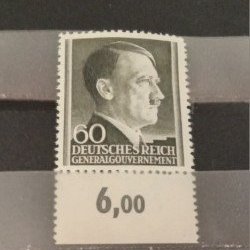 60
DEUTSCHES REICH
GENERALGOUVERNEMENT
6,00